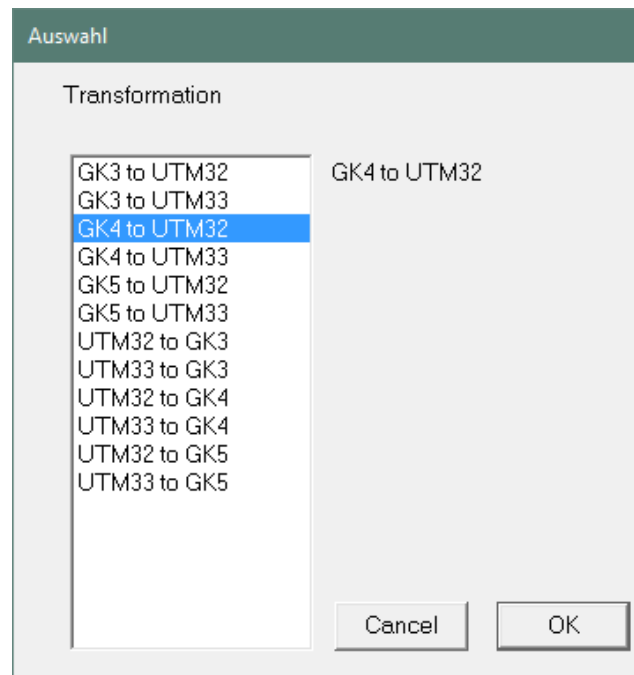 Auswahl
Transformation
GK3 to UTM32
GK4 to UTM32
GK3 to UTM33
GK4 to UTM32
GK4 to UTM33
GK5 to UTM32
GK5 to UTM33
UTM32 to GK3
UTM33 to GK3
UTM32 to GK4
UTM33 to GK4
UTM32 to GK5
UTM33 to GK5
Cancel
OK